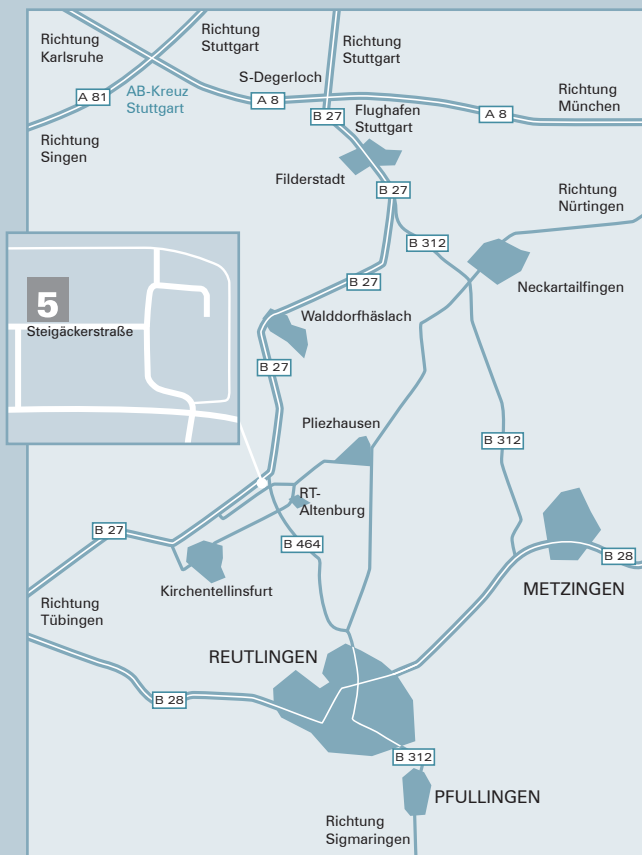 Richtung
Karlsruhe
Richtung
Stuttgart
Richtung
Stuttgart
S-Degerloch
A 81
AB-Kreuz
Stuttgart
A 8
Richtung
München
B 27
Flughafen
Stuttgart
A 8
Richtung
Singen
Filderstadt
B 27
Richtung
Nürtingen
B 312
B 27
Neckartailfingen
5
Steigäckerstraße
Walddorfhäslach
B 27
Pliezhausen
B 312
RT-
Altenburg
B 27
B 464
B 28
Kirchentellinsfurt
METZINGEN
Richtung
Tübingen
REUTLINGEN
B 28
B 312
PFULLINGEN
Richtung
Sigmaringen